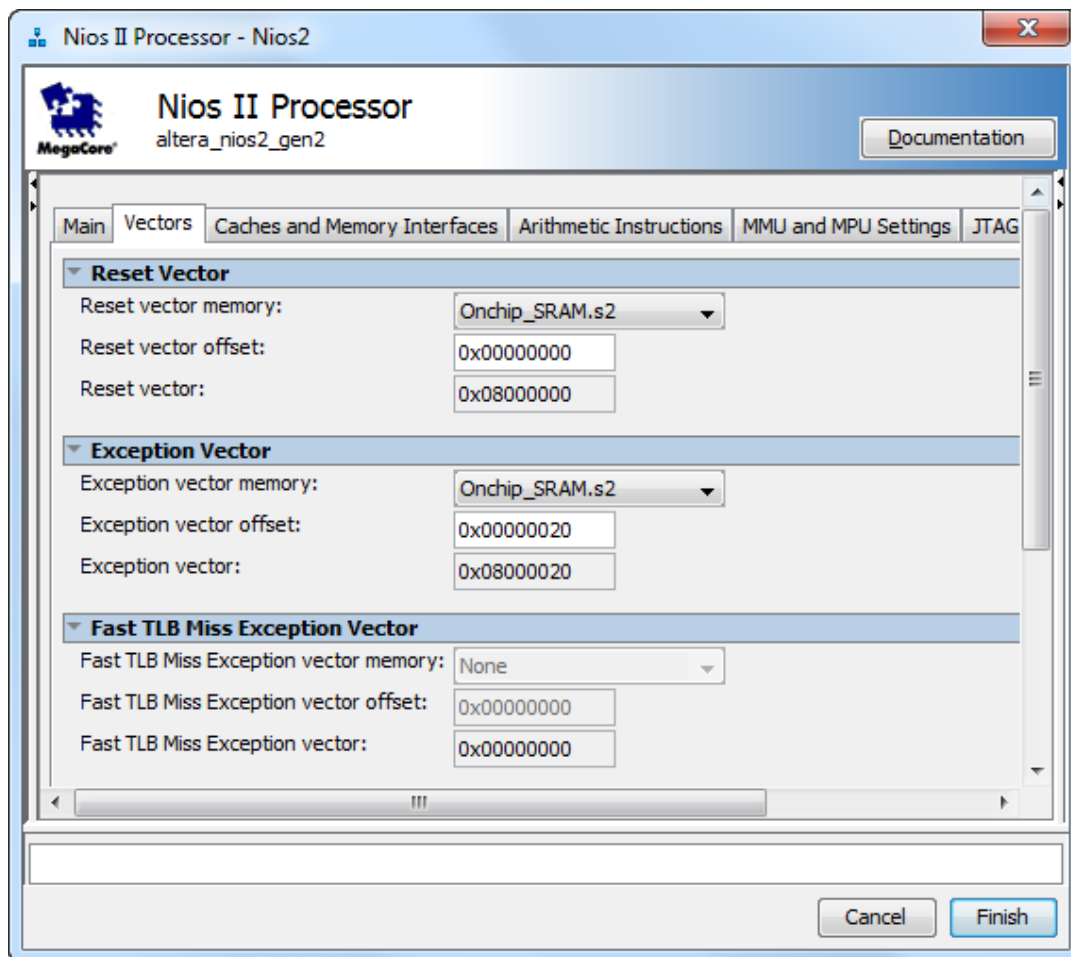 Nios II Processor - Nios2
Nios II Processor
altera_nios2_gen2
MegaCore®
Documentation
Main Vectors Caches and Memory Interfaces Arithmetic Instructions MMU and MPU Settings JTAG
Reset Vector
Reset vector memory: Onchip_SRAM.s2
Reset vector offset: 0x00000000
Reset vector: 0x08000000
Exception Vector
Exception vector memory: Onchip_SRAM.s2
Exception vector offset: 0x00000020
Exception vector: 0x08000020
Fast TLB Miss Exception Vector
Fast TLB Miss Exception vector memory: None
Fast TLB Miss Exception vector offset: 0x00000000
Fast TLB Miss Exception vector: 0x00000000
Cancel Finish